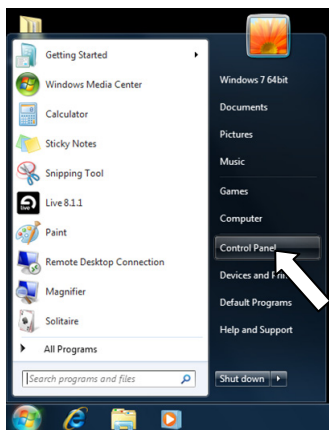 Getting Started
Windows Media Center
Calculator
Sticky Notes
Snipping Tool
Live 8.1.1
Paint
Remote Desktop Connection
Magnifier
Solitaire
All Programs
Search programs and files
Windows 7 64bit
Documents
Pictures
Music
Games
Computer
Control Panel
Devices and
Default Programs
Help and Support
Shut down